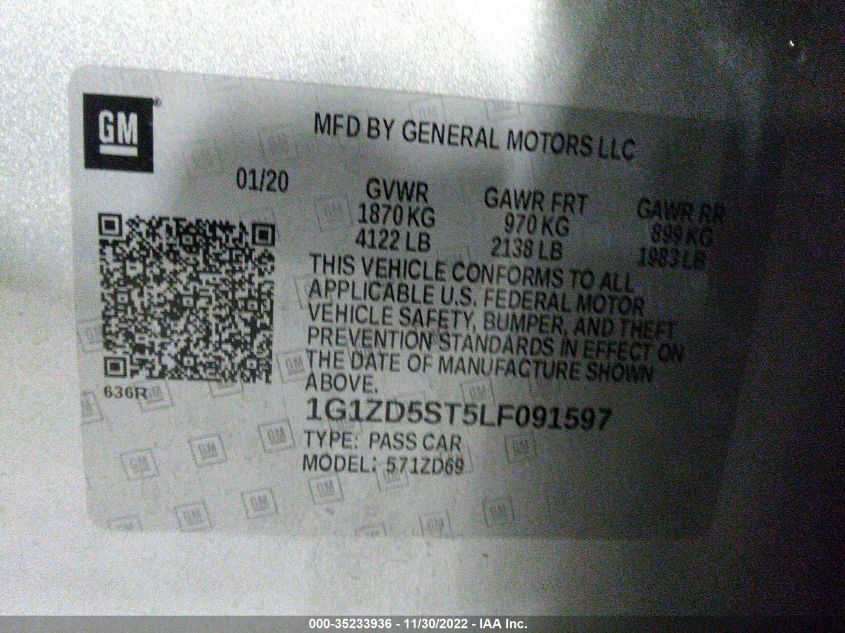 GM®
MFD BY GENERAL MOTORS LLC
01/20
GVWR GAWR FRT GAWR RR
1870 KG 970 KG 899 KG
4122 LB 2138 LB 1983 LB
THIS VEHICLE CONFORMS TO ALL
APPLICABLE U.S. FEDERAL MOTOR
VEHICLE SAFETY, BUMPER, AND THEFT
PREVENTION STANDARDS IN EFFECT ON
THE DATE OF MANUFACTURE SHOWN
ABOVE.
636R
1G1ZD5ST5LF091597
TYPE: PASS CAR
MODEL: 571ZD69
000-35233936 - 11/30/2022 - IAA Inc.